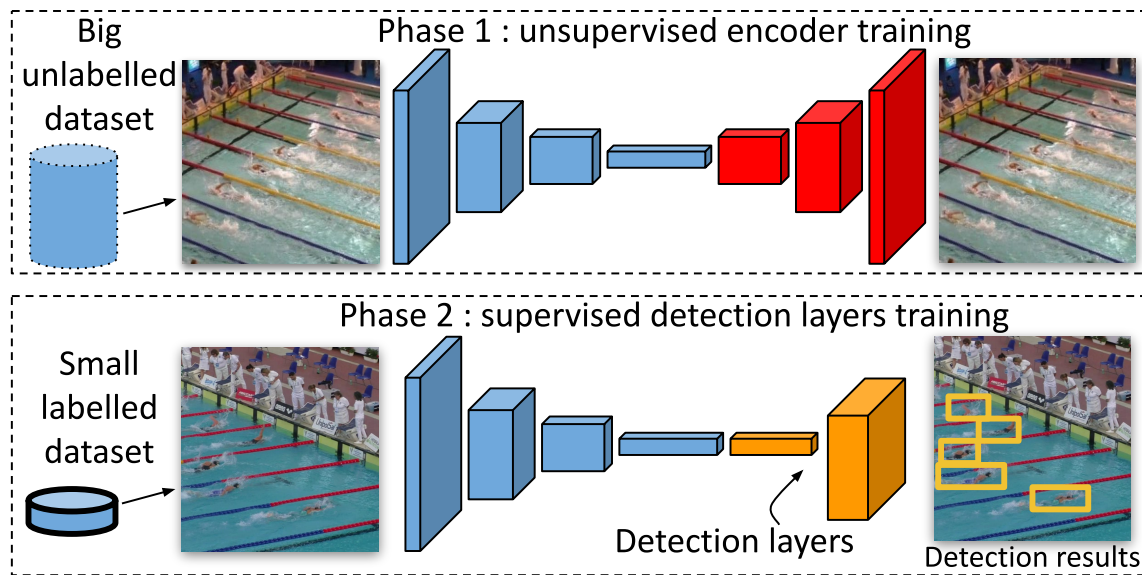 Big
unlabelled
dataset
Phase 1 : unsupervised encoder training
Phase 2 : supervised detection layers training
Small
labelled
dataset
Detection layers
Detection results